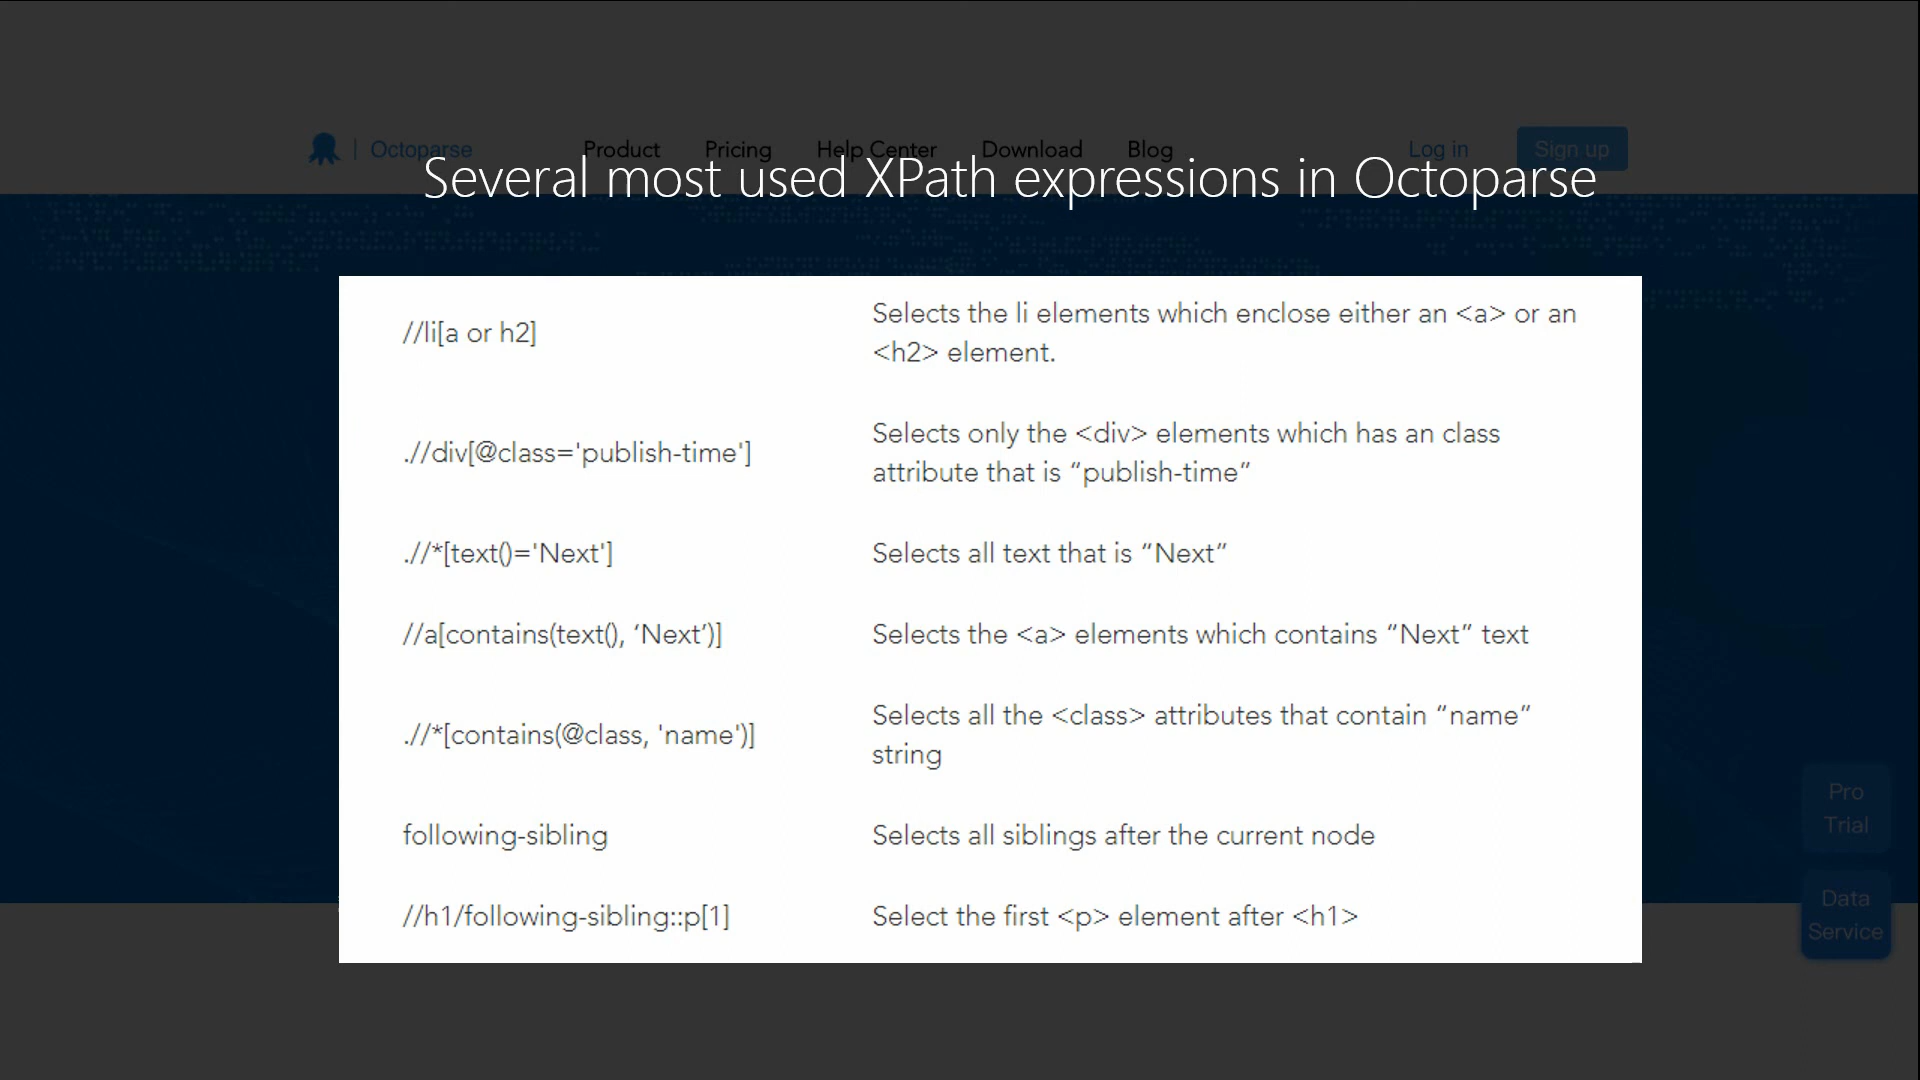 Octoparse Product Pricing Help Center Download Blog Log in Sign up
Several most used XPath expressions in Octoparse
//li[a or h2]
Selects the li elements which enclose either an <a> or an
<h2> element.
.//div[@class='publish-time']
Selects only the <div> elements which has an class
attribute that is “publish-time”
.//*[text()='Next']
Selects all text that is “Next”
//a[contains(text(), ‘Next’)]
Selects the <a> elements which contains “Next” text
.//*[contains(@class, 'name')]
Selects all the <class> attributes that contain “name”
string
following-sibling
Selects all siblings after the current node
//h1/following-sibling::p[1]
Select the first <p> element after <h1>
Pro
Trial
Data
Service